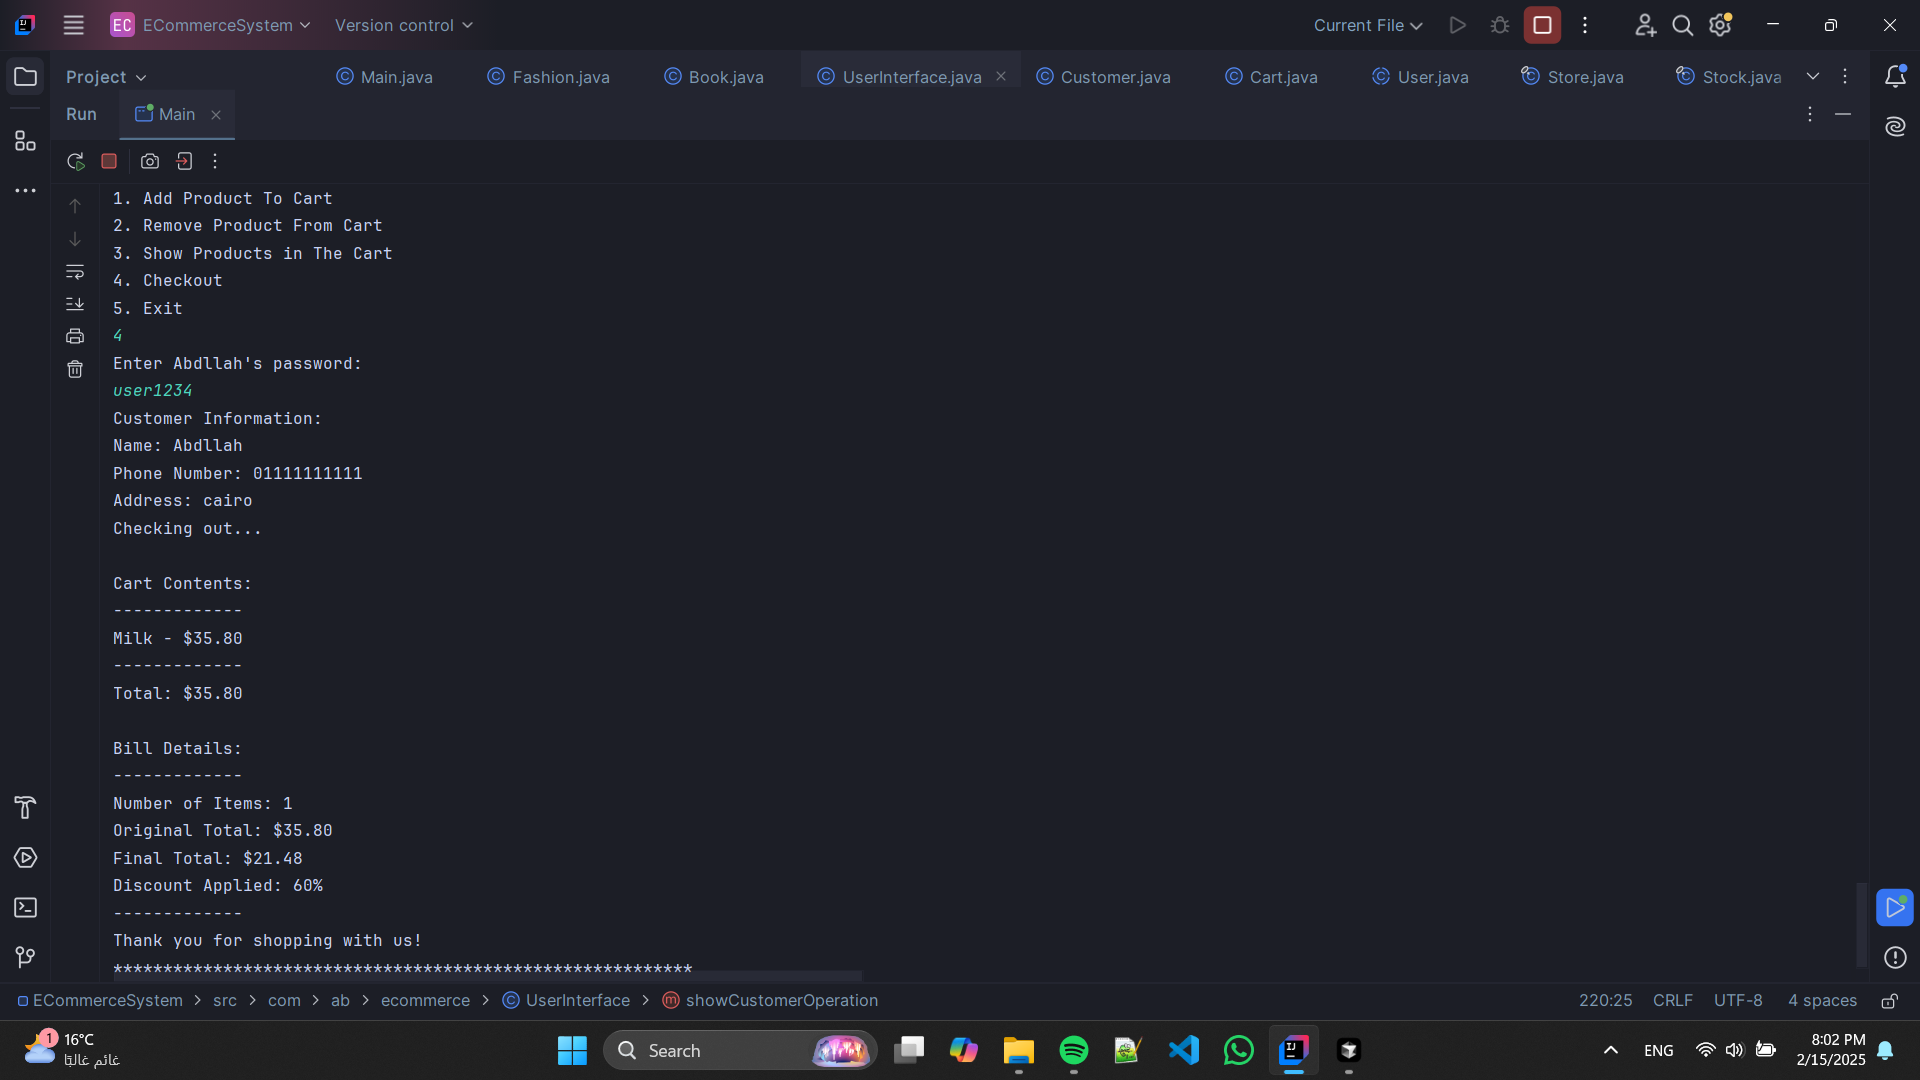 EC ECommerceSystem Version control Current File
Project Main.java Fashion.java Book.java UserInterface.java Customer.java Cart.java User.java Store.java Stock.java
Run Main
1. Add Product To Cart
2. Remove Product From Cart
3. Show Products in The Cart
4. Checkout
5. Exit
4
Enter Abdllah's password:
user1234
Customer Information:
Name: Abdllah
Phone Number: 01111111111
Address: cairo
Checking out...
Cart Contents:
-------------
Milk - $35.80
-------------
Total: $35.80
Bill Details:
-------------
Number of Items: 1
Original Total: $35.80
Final Total: $21.48
Discount Applied: 60%
-------------
Thank you for shopping with us!
**********************************************************
ECommerceSystem > src > com > ab > ecommerce > UserInterface > showCustomerOperation 220:25 CRLF UTF-8 4 spaces
1 16°C
غائم غالبًا
Search
ENG
8:02 PM
2/15/2025